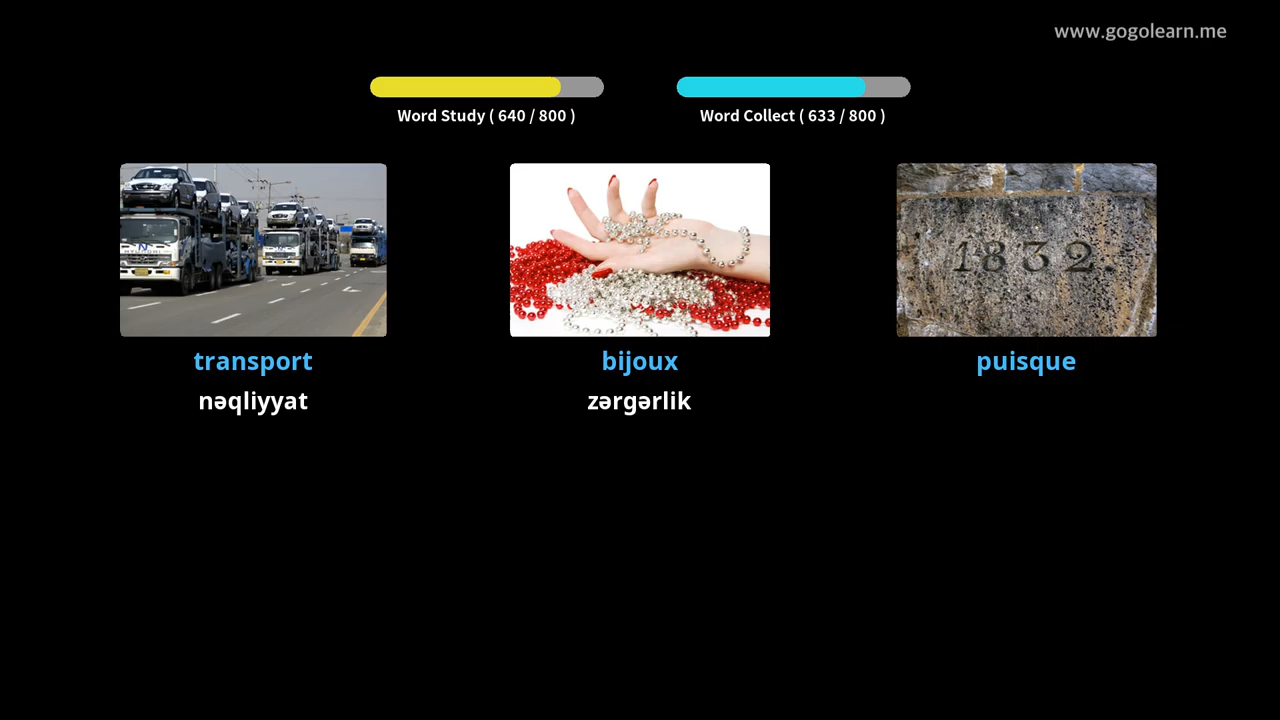 www.gogolearn.me
Word Study ( 640 / 800 )
Word Collect ( 633 / 800 )
1832
transport
bijoux
puisque
nəqliyyat
zərgərlik